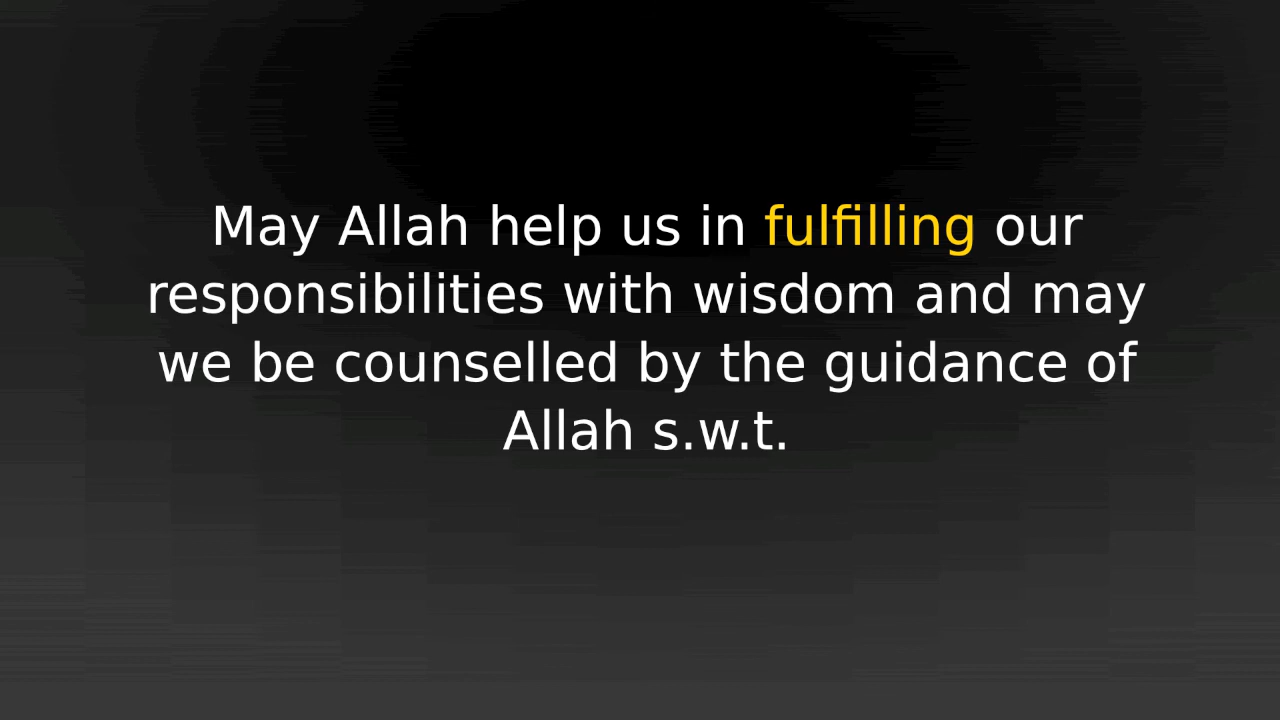 May Allah help us in fulfilling our
responsibilities with wisdom and may
we be counselled by the guidance of
Allah s.w.t.